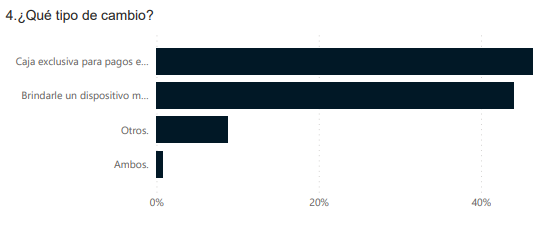 4.¿Qué tipo de cambio?
Caja exclusiva para pagos e...
Brindarle un dispositivo m...
Otros.
Ambos.
0% 20% 40%